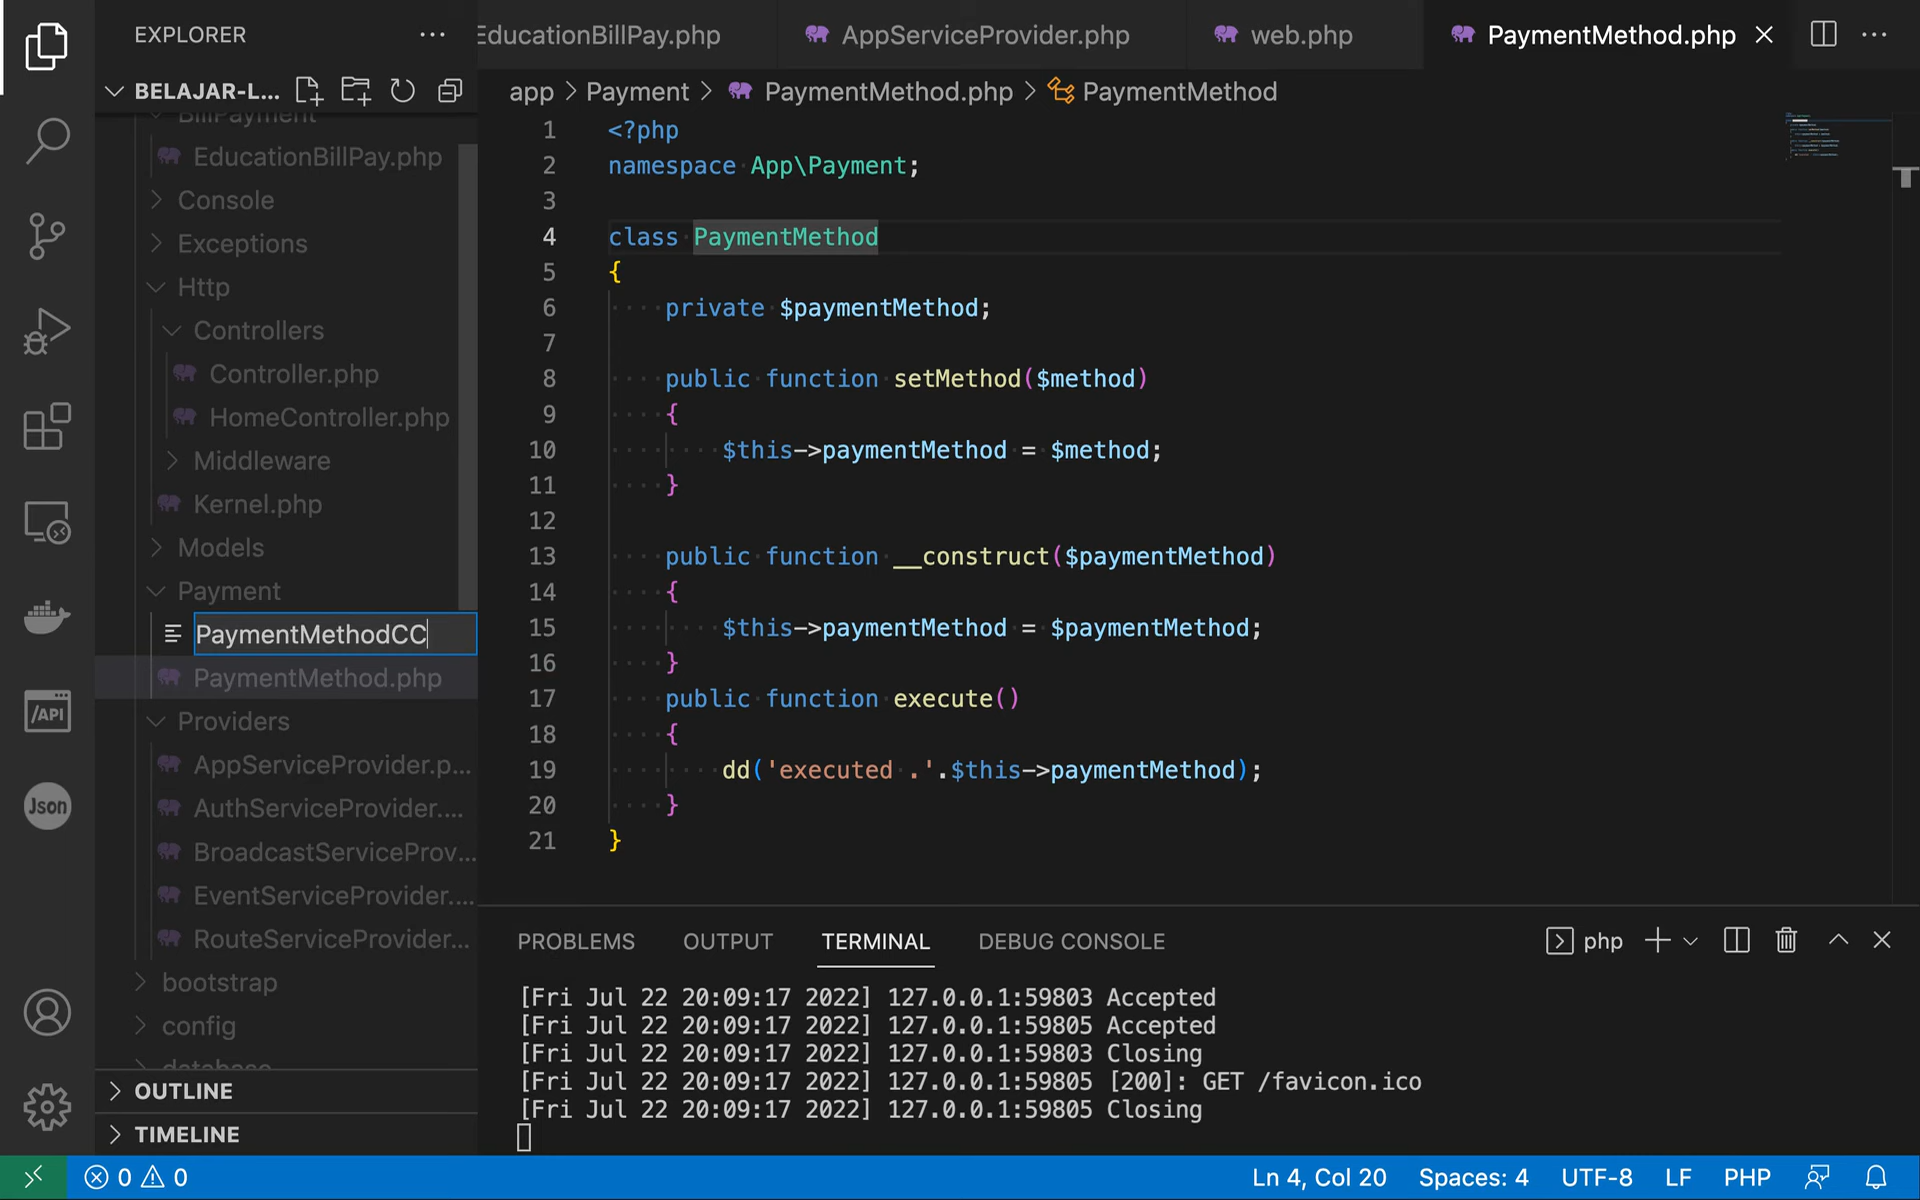 EXPLORER
BELAJAR-L...
BillPayment
EducationBillPay.php
Console
Exceptions
Http
Controllers
Controller.php
HomeController.php
Middleware
Kernel.php
Models
Payment
PaymentMethodCC
PaymentMethod.php
Providers
AppServiceProvider.p...
AuthServiceProvider....
BroadcastServiceProv...
EventServiceProvider....
RouteServiceProvider...
bootstrap
config
database
OUTLINE
TIMELINE
/API
Json
EducationBillPay.php AppServiceProvider.php web.php PaymentMethod.php
app > Payment > PaymentMethod.php > PaymentMethod
1 <?php
2 namespace App\Payment;
3
4 class PaymentMethod
5 {
6 private $paymentMethod;
7
8 public function setMethod($method)
9 {
10 $this->paymentMethod = $method;
11 }
12
13 public function __construct($paymentMethod)
14 {
15 $this->paymentMethod = $paymentMethod;
16 }
17 public function execute()
18 {
19 dd('executed .'.$this->paymentMethod);
20 }
21 }
PROBLEMS OUTPUT TERMINAL DEBUG CONSOLE php
[Fri Jul 22 20:09:17 2022] 127.0.0.1:59803 Accepted
[Fri Jul 22 20:09:17 2022] 127.0.0.1:59805 Accepted
[Fri Jul 22 20:09:17 2022] 127.0.0.1:59803 Closing
[Fri Jul 22 20:09:17 2022] 127.0.0.1:59805 [200]: GET /favicon.ico
[Fri Jul 22 20:09:17 2022] 127.0.0.1:59805 Closing
0 0 Ln 4, Col 20 Spaces: 4 UTF-8 LF PHP